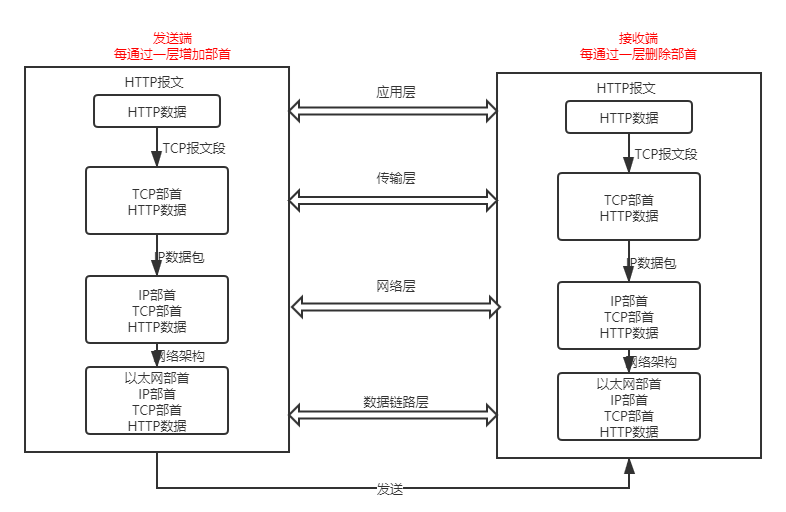 发送端
每通过一层增加部首
HTTP报文
HTTP数据
TCP报文段
TCP部首
HTTP数据
IP数据包
IP部首
TCP部首
HTTP数据
网络架构
以太网部首
IP部首
TCP部首
HTTP数据
应用层
传输层
网络层
数据链路层
接收端
每通过一层删除部首
HTTP报文
HTTP数据
TCP报文段
TCP部首
HTTP数据
IP数据包
IP部首
TCP部首
HTTP数据
网络架构
以太网部首
IP部首
TCP部首
HTTP数据
发送